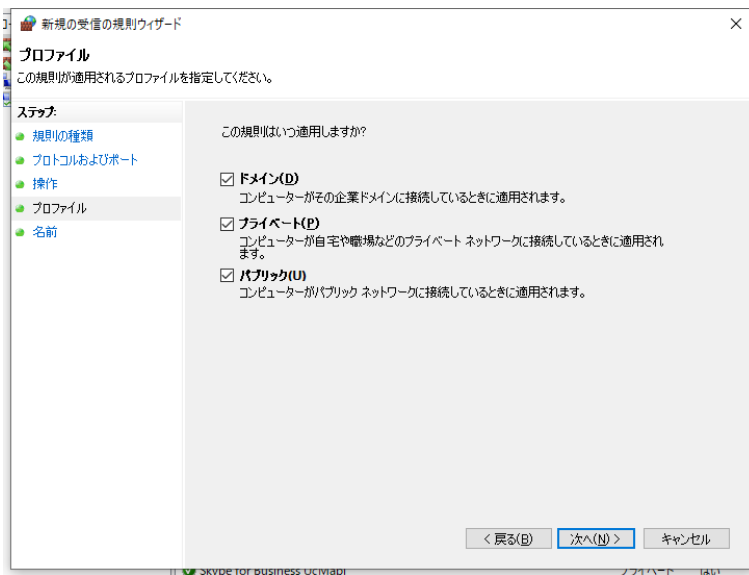 新規の受信の規則ウィザード
プロファイル
この規則が適用されるプロファイルを指定してください。
ステップ:
規則の種類
プロトコルおよびポート
操作
プロファイル
名前
この規則はいつ適用しますか?
ドメイン(D)
コンピューターがその企業ドメインに接続しているときに適用されます。
プライベート(P)
コンピューターが自宅や職場などのプライベート ネットワークに接続しているときに適用され
ます。
パブリック(U)
コンピューターがパブリック ネットワークに接続しているときに適用されます。
< 戻る(B)
次へ(N) >
キャンセル
Skype for Business UcMapi
プライベート
はい